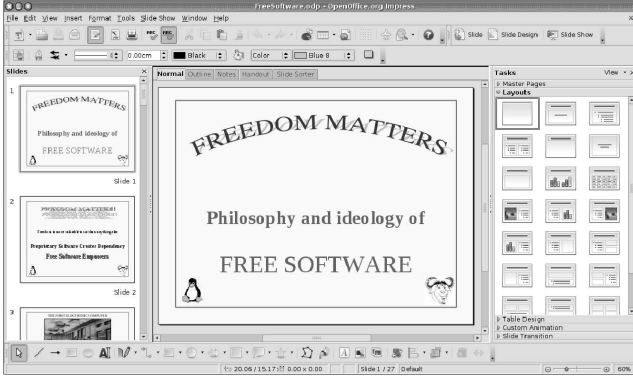 FreeSoftware.odp - OpenOffice.org Impress
File Edit View Insert Format Tools Slide Show Window Help
Slide Slide Design Slide Show
0.00cm Black Color Blue 8
Slides
Normal Outline Notes Handout Slide Sorter
Tasks View
Master Pages
Layouts
1
FREEDOM MATTERS
Philosophy and ideology of
FREE SOFTWARE
Slide 1
2
FREEDOM MATTERS!
Proprietary Software Creates Dependency
Free Software Empowers
Slide 2
3
THE FIRST ELECTRONIC COMPUTER
FREEDOM MATTERS
Philosophy and ideology of
FREE SOFTWARE
Table Design
Custom Animation
Slide Transition
20.06 / 15.17 0.00 x 0.00 Slide 1 / 27 Default 60%